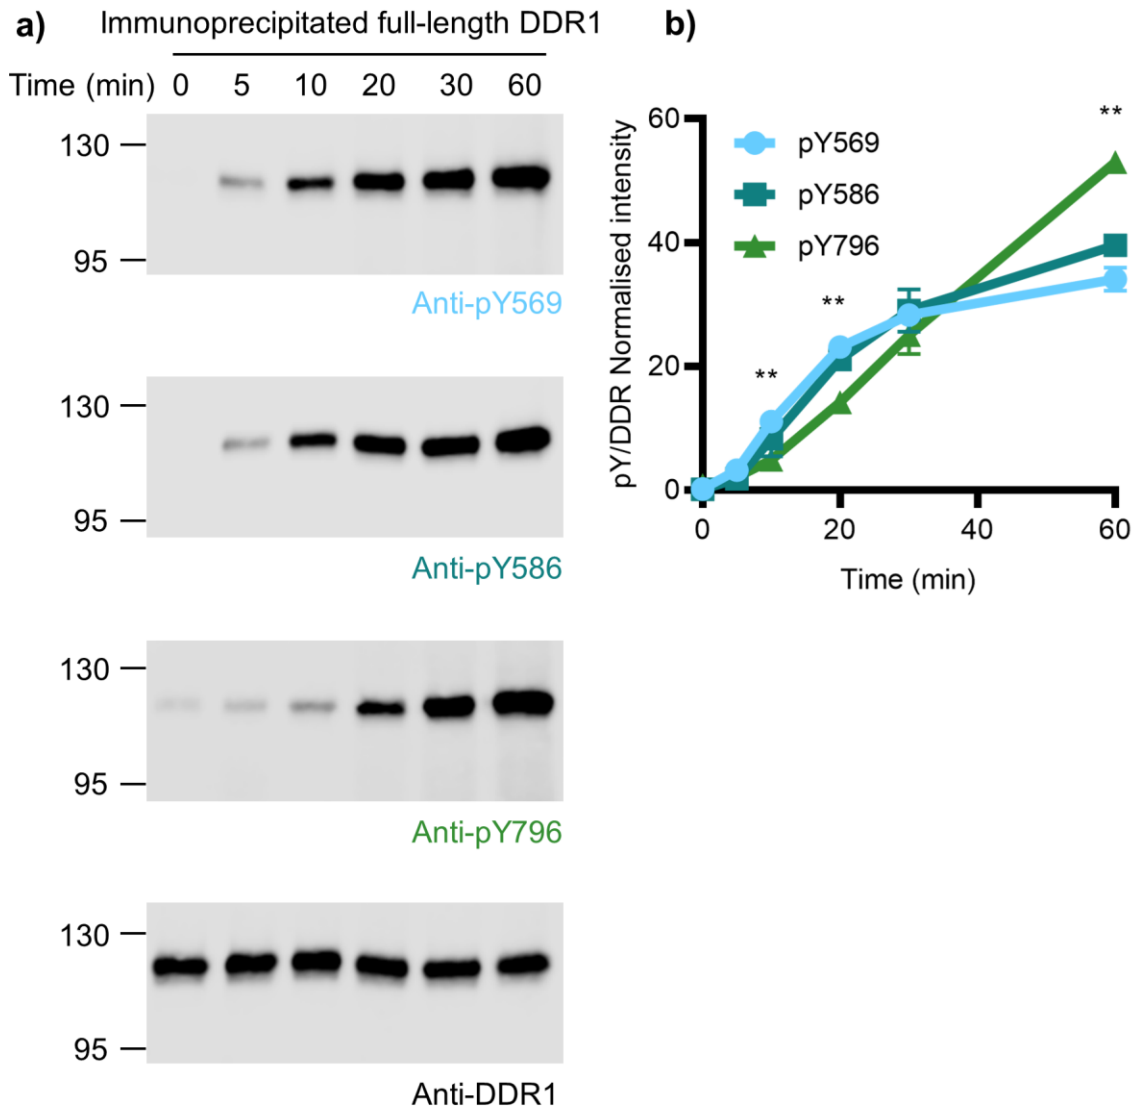 a) Immunoprecipitated full-length DDR1
Time (min) 0 5 10 20 30 60
130
95
Anti-pY569
130
95
Anti-pY586
130
95
Anti-pY796
130
95
Anti-DDR1
b)
**
60
pY569
pY586
pY796
40
**
**
20
0
pY/DDR Normalised intensity
0 20 40 60
Time (min)